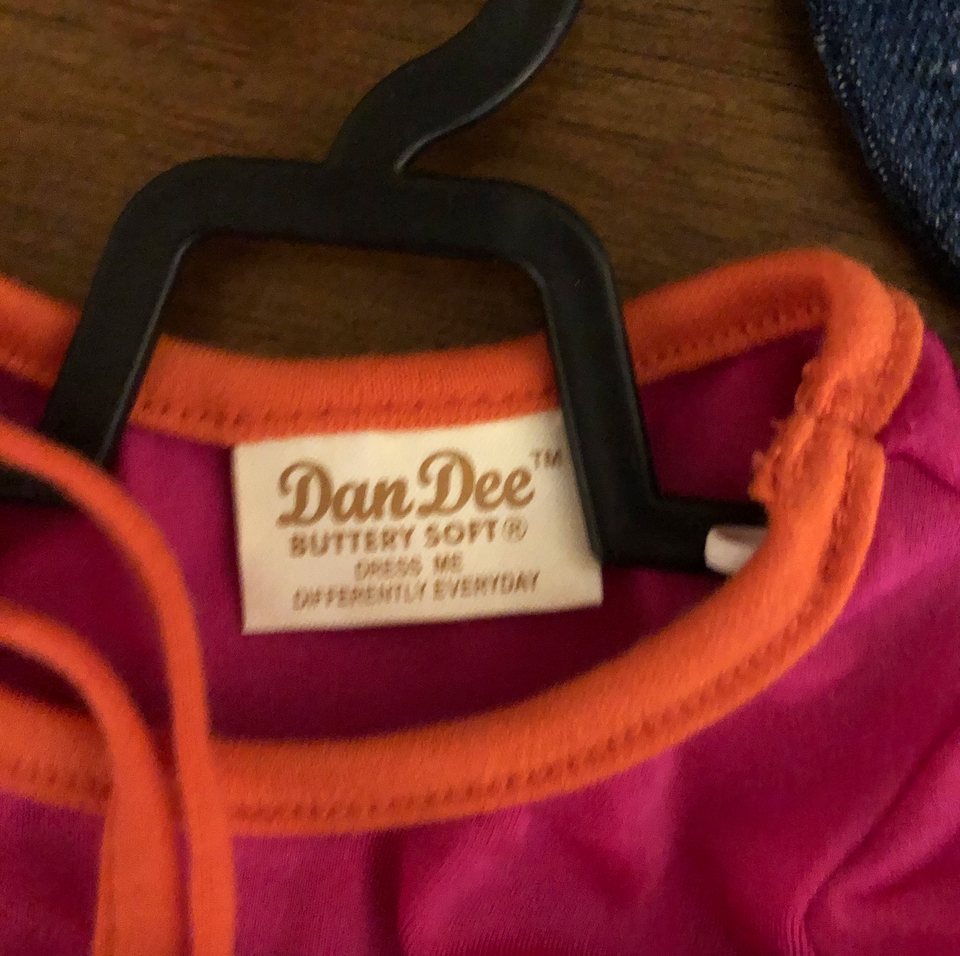 Dan Dee™
BUTTERY SOFT®
DRESS ME
DIFFERENTLY EVERYDAY